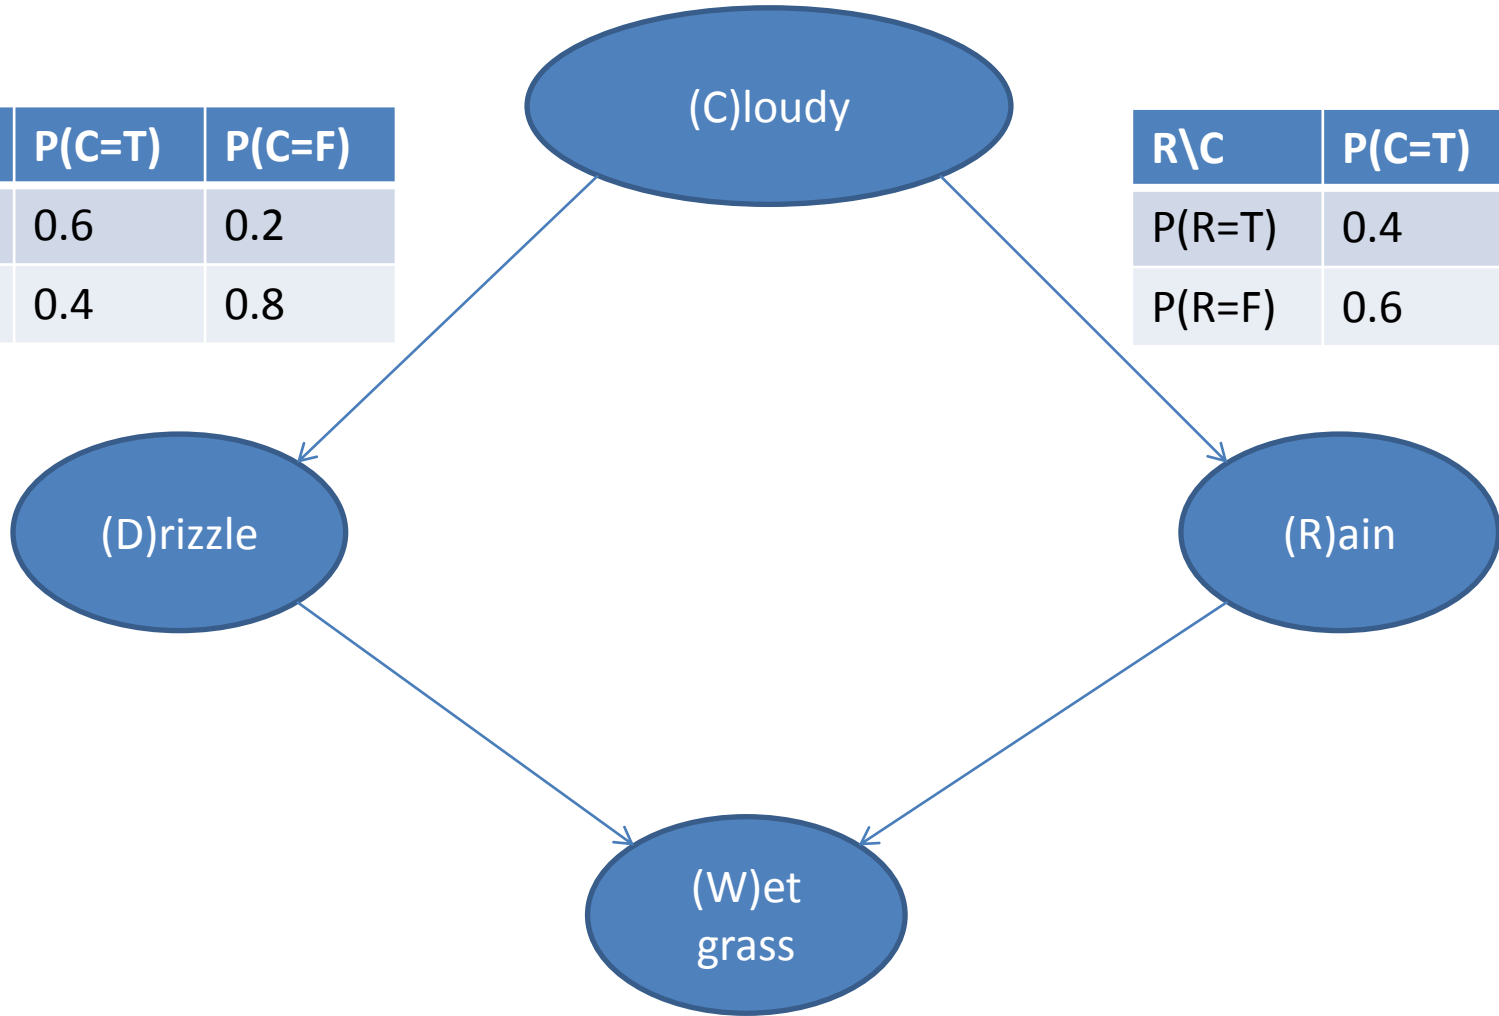 (C)loudy
P(C=T) P(C=F)
0.6 0.2
0.4 0.8
R\C P(C=T)
P(R=T) 0.4
P(R=F) 0.6
(D)rizzle
(R)ain
(W)et
grass